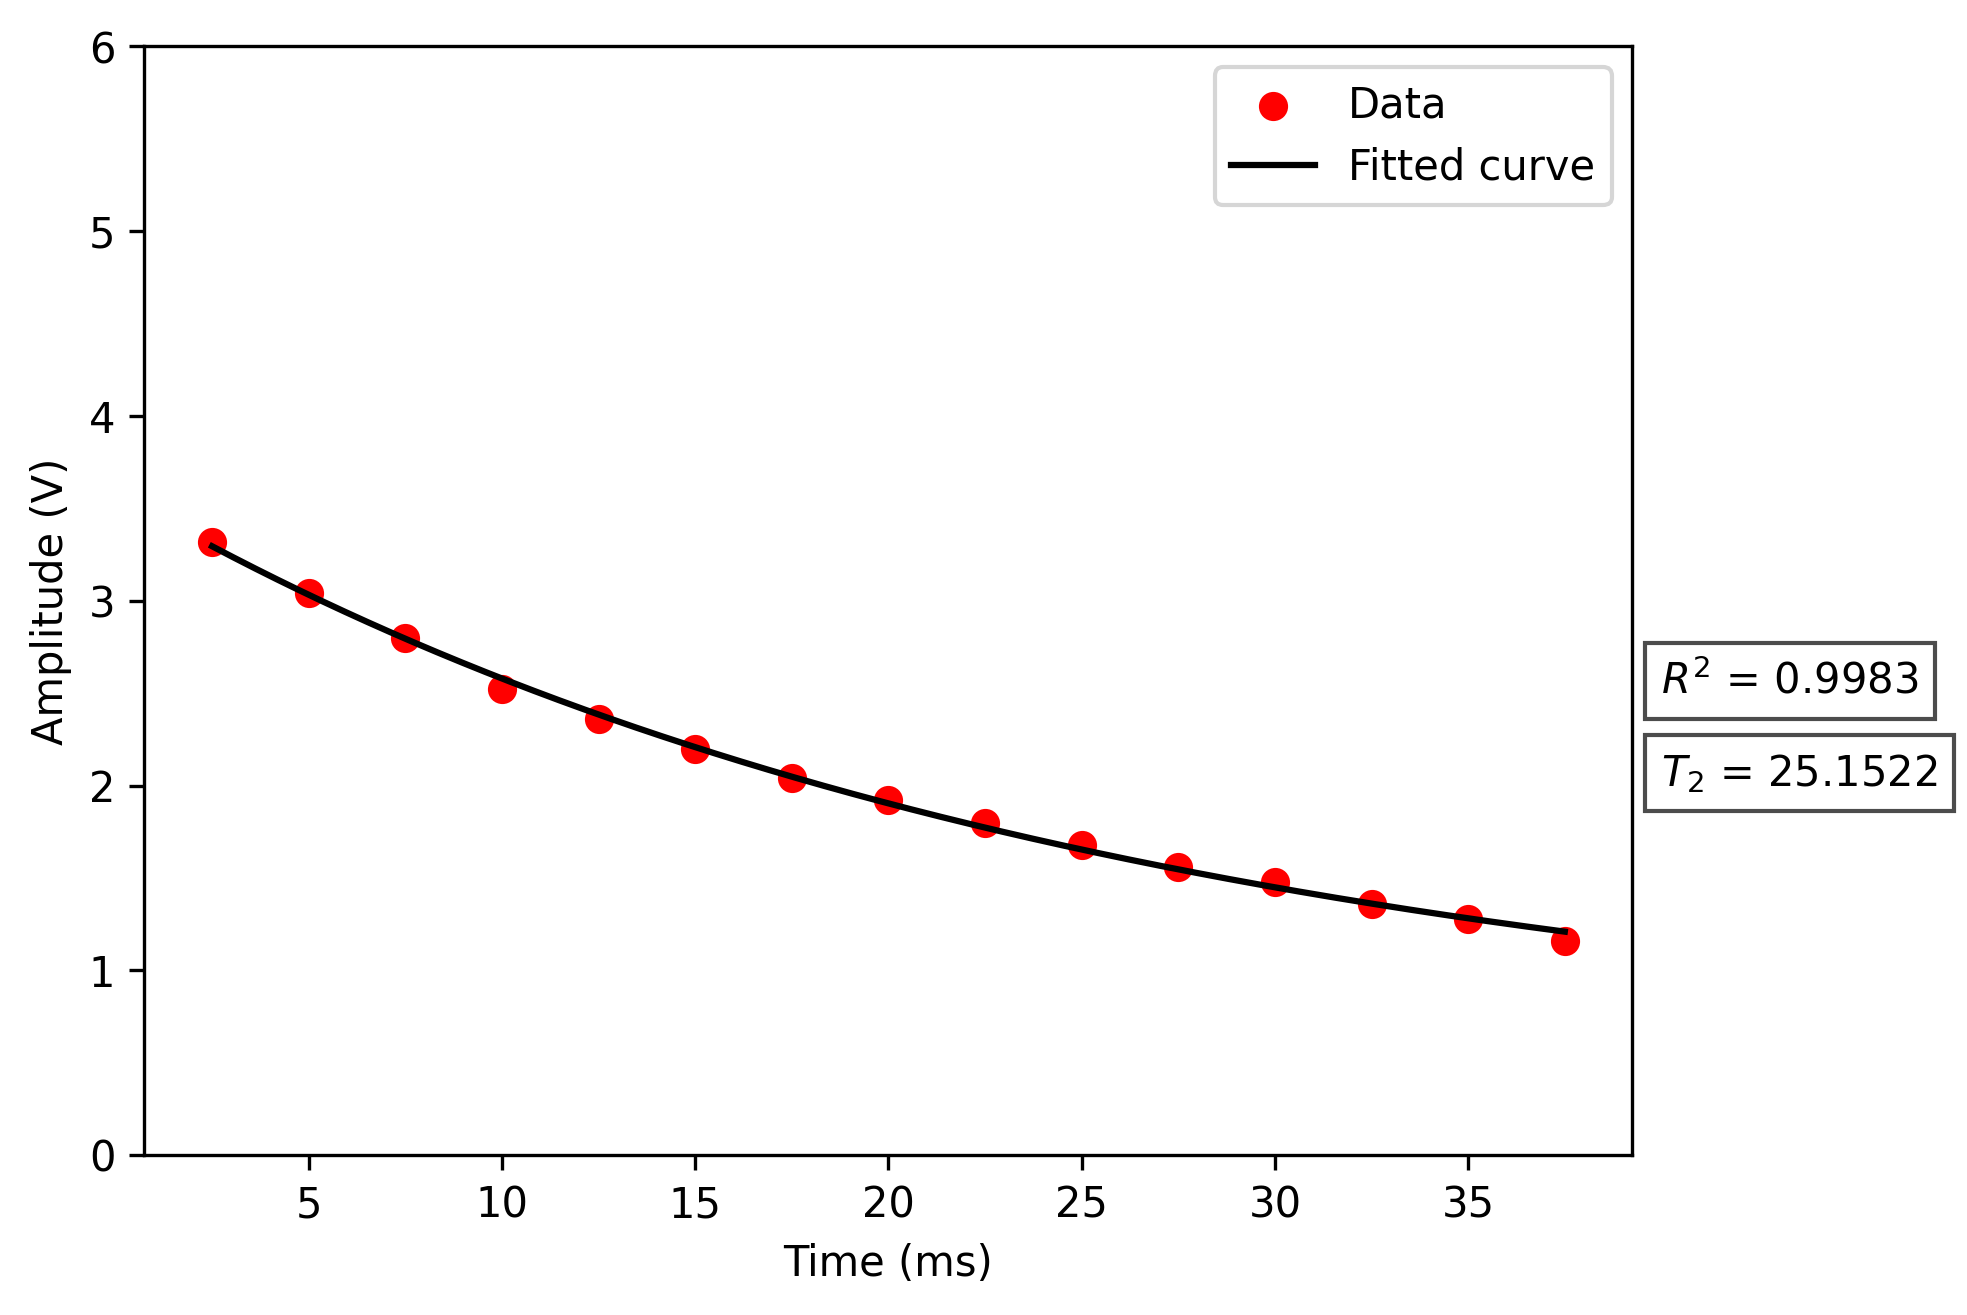 6
5
4
3
2
1
0
Amplitude (V)
Data
Fitted curve
R² = 0.9983
T₂ = 25.1522
5 10 15 20 25 30 35
Time (ms)